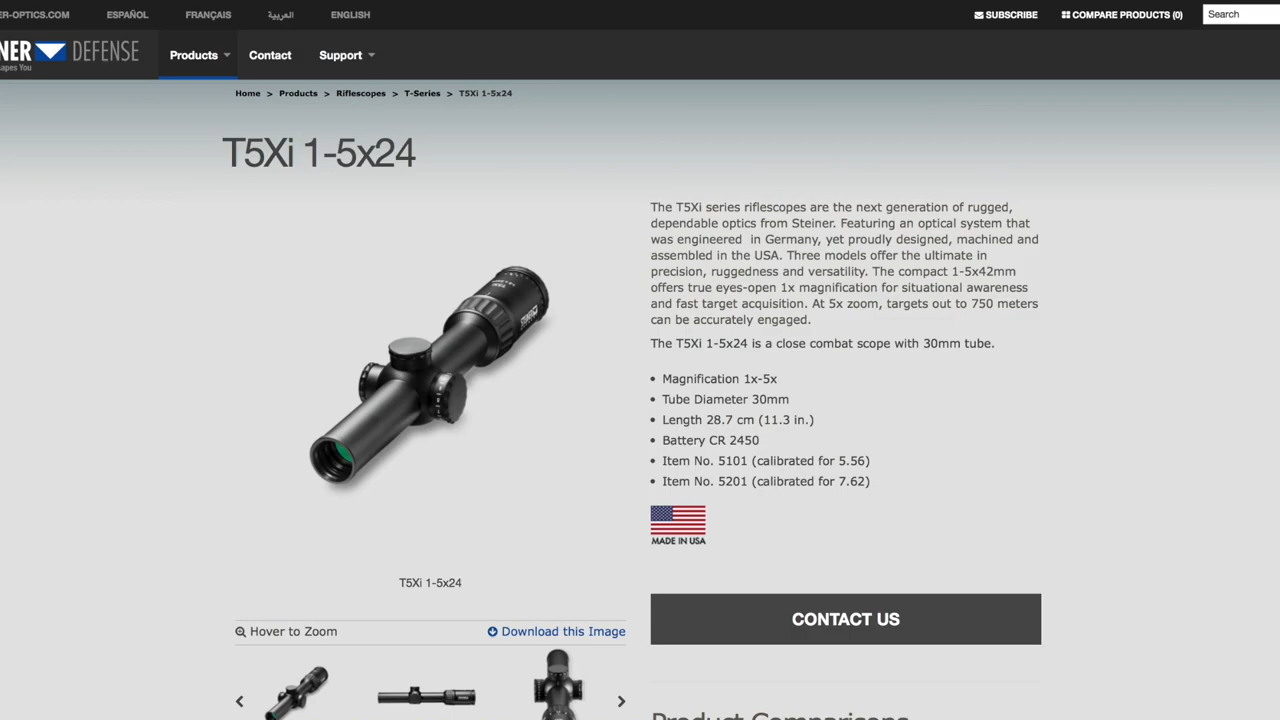 ER-OPTICS.COM ESPAÑOL FRANÇAIS العربية ENGLISH SUBSCRIBE COMPARE PRODUCTS (0) Search
NER DEFENSE Products Contact Support
apes You
Home > Products > Riflescopes > T-Series > T5Xi 1-5x24
T5Xi 1-5x24
The T5Xi series riflescopes are the next generation of rugged,
dependable optics from Steiner. Featuring an optical system that
was engineered in Germany, yet proudly designed, machined and
assembled in the USA. Three models offer the ultimate in
precision, ruggedness and versatility. The compact 1-5x42mm
offers true eyes-open 1x magnification for situational awareness
and fast target acquisition. At 5x zoom, targets out to 750 meters
can be accurately engaged.
The T5Xi 1-5x24 is a close combat scope with 30mm tube.
• Magnification 1x-5x
• Tube Diameter 30mm
• Length 28.7 cm (11.3 in.)
• Battery CR 2450
• Item No. 5101 (calibrated for 5.56)
• Item No. 5201 (calibrated for 7.62)
MADE IN USA
T5Xi 1-5x24
CONTACT US
Hover to Zoom Download this Image
Product Comparisons